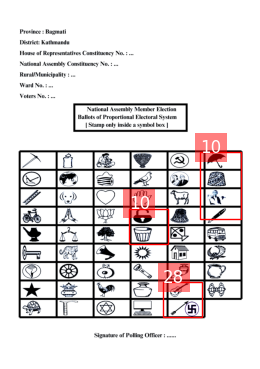 Province : Bagmati
District: Kathmandu
House of Representatives Constituency No. : ...
National Assembly Constituency No. : ...
Rural/Municipality : ...
Ward No. : ...
Voters No. : ...
National Assembly Member Election
Ballots of Proportional Electoral System
[ Stamp only inside a symbol box ]
10
10
28
Signature of Polling Officer : ......